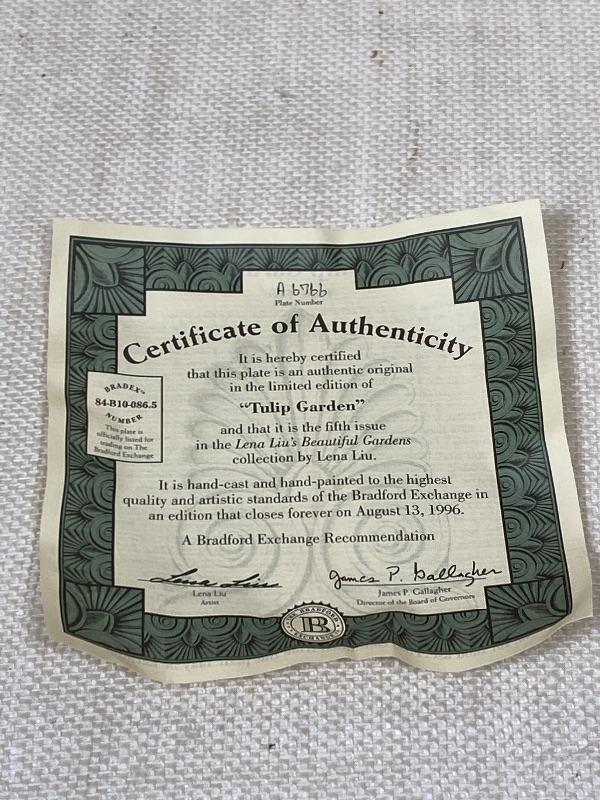 A 6766
Plate Number
Certificate of Authenticity
It is hereby certified
that this plate is an authentic original
in the limited edition of
“Tulip Garden”
and that it is the fifth issue
in the Lena Liu's Beautiful Gardens
collection by Lena Liu.
BRADEX™
84-B10-086.5
NUMBER
This plate is
officially listed for
trading on The
Bradford Exchange
It is hand-cast and hand-painted to the highest
quality and artistic standards of the Bradford Exchange in
an edition that closes forever on August 13, 1996.
A Bradford Exchange Recommendation
Lena Liu
Lena Liu
Artist
James P. Gallagher
James P. Gallagher
Director of the Board of Governors
THE BRADFORD
B
EXCHANGE